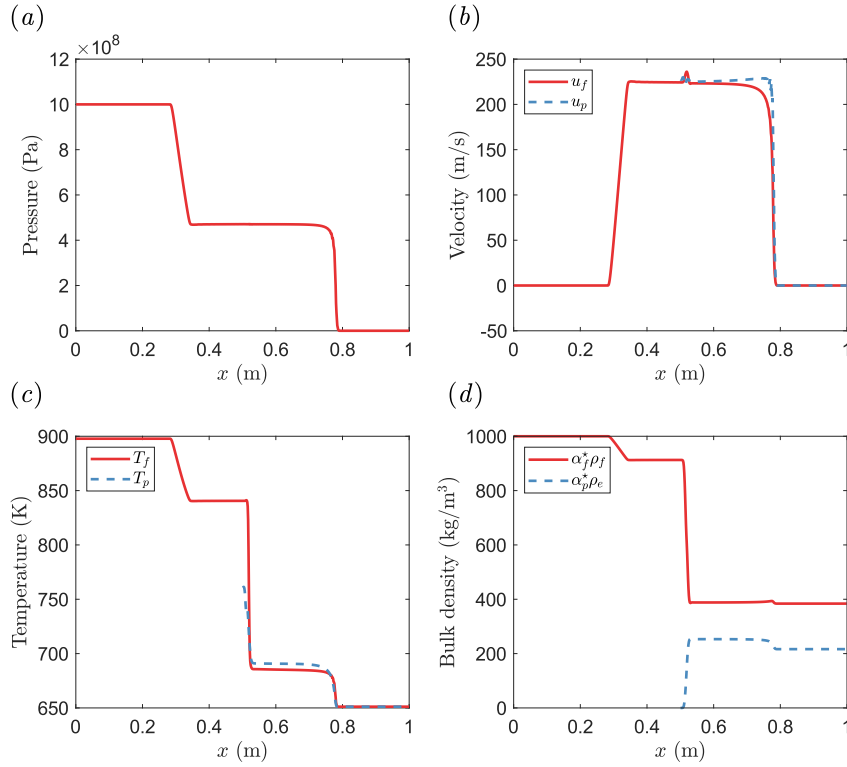 (a)
×10⁸
12
10
8
6
4
2
0
Pressure (Pa)
0 0.2 0.4 0.6 0.8 1
x (m)
(b)
250
200
150
100
50
0
-50
Velocity (m/s)
u_f
u_p
0 0.2 0.4 0.6 0.8 1
x (m)
(c)
900
850
800
750
700
650
Temperature (K)
T_f
T_p
0 0.2 0.4 0.6 0.8 1
x (m)
(d)
1000
800
600
400
200
0
Bulk density (kg/m³)
α_f^⋆ρ_f
α_p^⋆ρ_e
0 0.2 0.4 0.6 0.8 1
x (m)